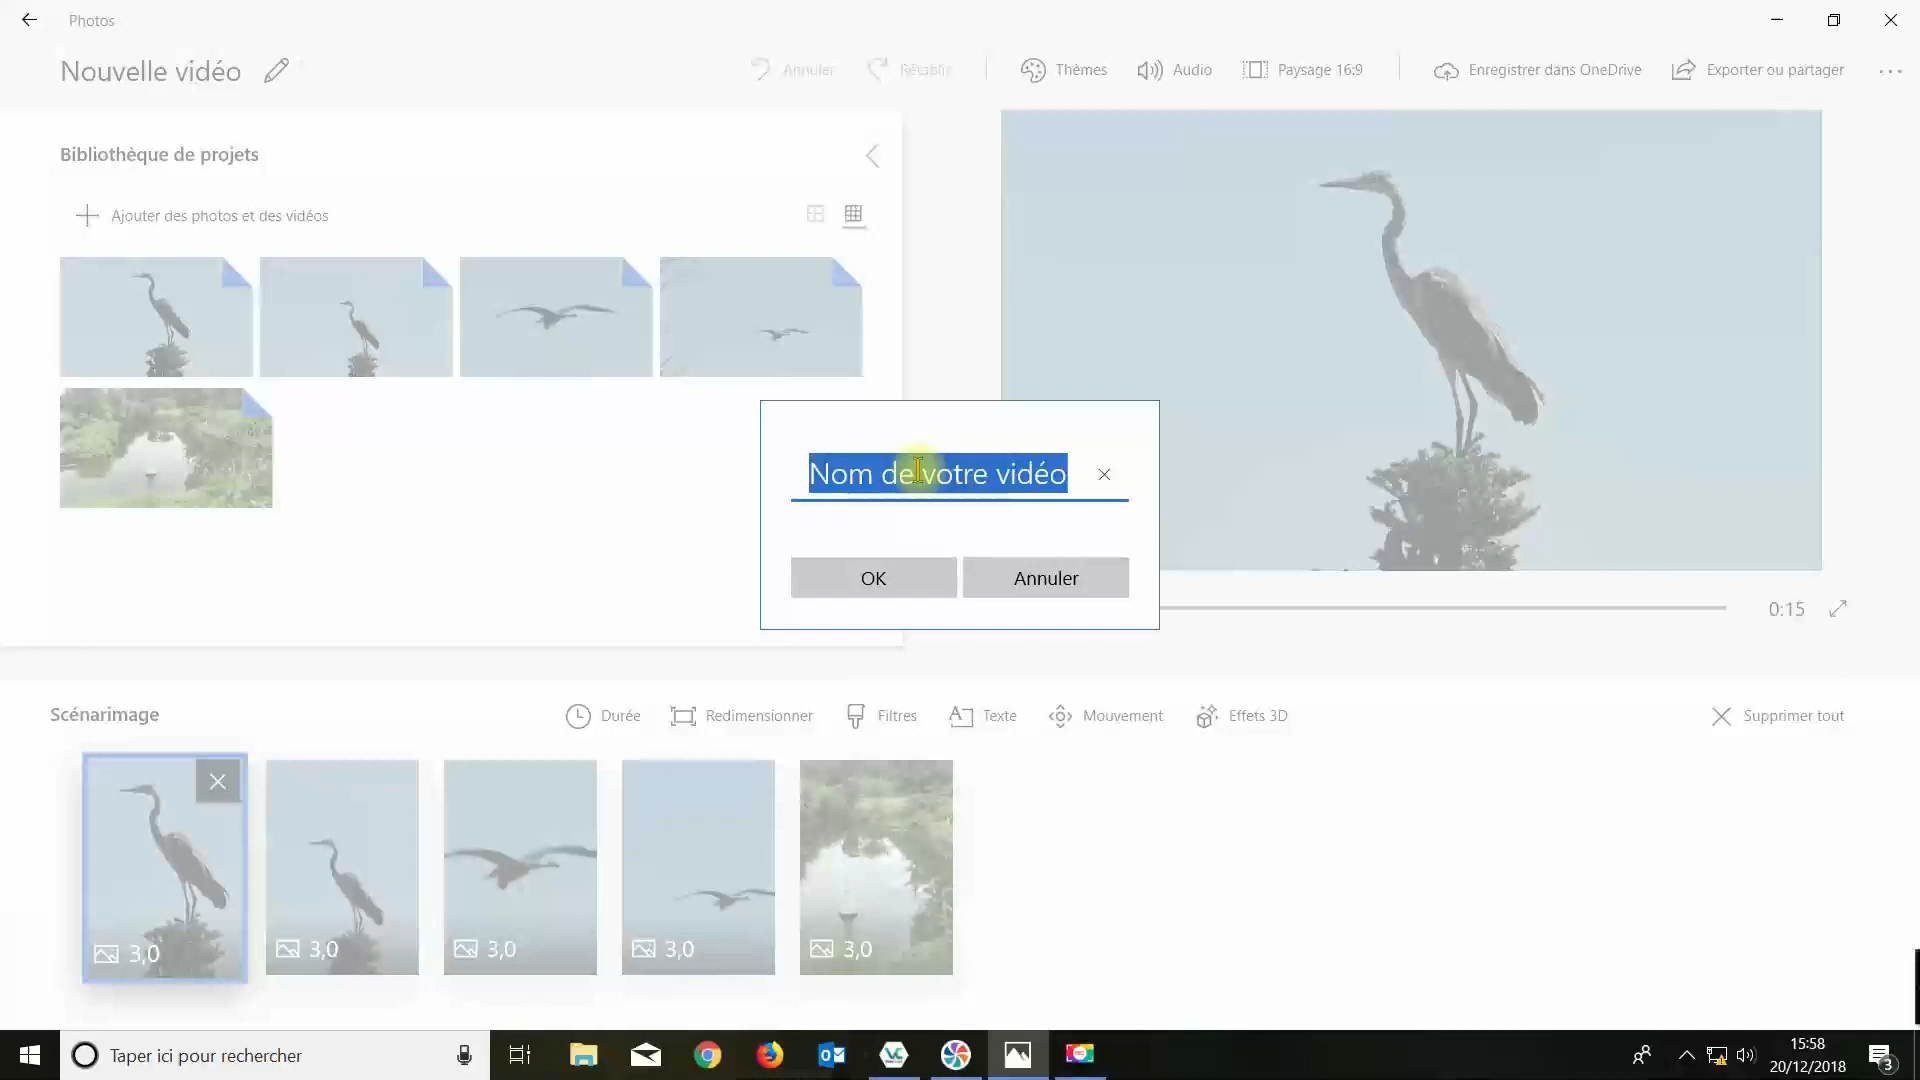 Photos
Nouvelle vidéo
Annuler
Rétablir
Thèmes
Audio
Paysage 16:9
Enregistrer dans OneDrive
Exporter ou partager
Bibliothèque de projets
Ajouter des photos et des vidéos
Nom de votre vidéo
OK
Annuler
0:15
Scénarimage
Durée
Redimensionner
Filtres
Texte
Mouvement
Effets 3D
Supprimer tout
3,0
3,0
3,0
3,0
3,0
Taper ici pour rechercher
15:58
20/12/2018
3